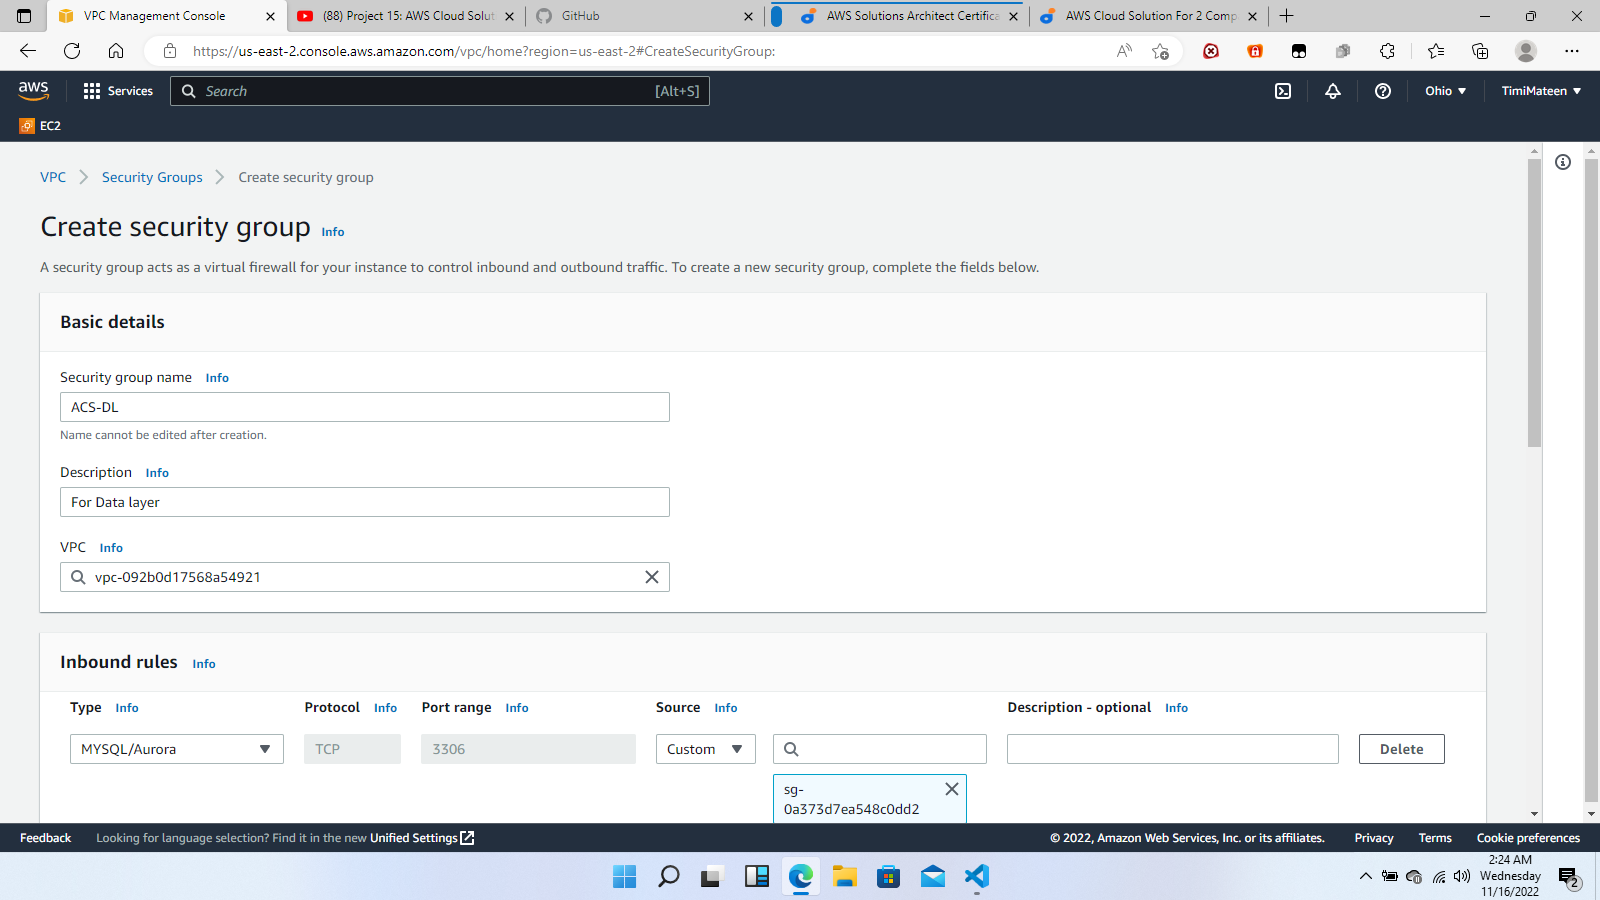 VPC Management Console
(88) Project 15: AWS Cloud Solut
GitHub
AWS Solutions Architect Certifica
AWS Cloud Solution For 2 Comp
https://us-east-2.console.aws.amazon.com/vpc/home?region=us-east-2#CreateSecurityGroup:
aws
Services
Search
[Alt+S]
Ohio
TimiMateen
EC2
VPC
Security Groups
Create security group
Create security group Info
A security group acts as a virtual firewall for your instance to control inbound and outbound traffic. To create a new security group, complete the fields below.
Basic details
Security group name Info
ACS-DL
Name cannot be edited after creation.
Description Info
For Data layer
VPC Info
vpc-092b0d17568a54921
Inbound rules Info
Type Info Protocol Info Port range Info Source Info Description - optional Info
MYSQL/Aurora TCP 3306 Custom Delete
sg-
0a373d7ea548c0dd2
Feedback Looking for language selection? Find it in the new Unified Settings © 2022, Amazon Web Services, Inc. or its affiliates. Privacy Terms Cookie preferences
2:24 AM
Wednesday
11/16/2022
2